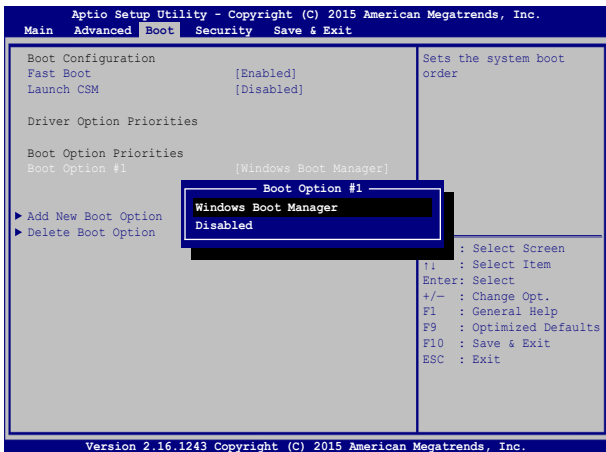 Aptio Setup Utility - Copyright (C) 2015 American Megatrends, Inc.
Main Advanced Boot Security Save & Exit
Boot Configuration
Fast Boot [Enabled]
Launch CSM [Disabled]
Driver Option Priorities
Boot Option Priorities
Boot Option #1 [Windows Boot Manager]
Add New Boot Option
Delete Boot Option
Boot Option #1
Windows Boot Manager
Disabled
Sets the system boot
order
: Select Screen
↑↓ : Select Item
Enter: Select
+/— : Change Opt.
F1 : General Help
F9 : Optimized Defaults
F10 : Save & Exit
ESC : Exit
Version 2.16.1243 Copyright (C) 2015 American Megatrends, Inc.